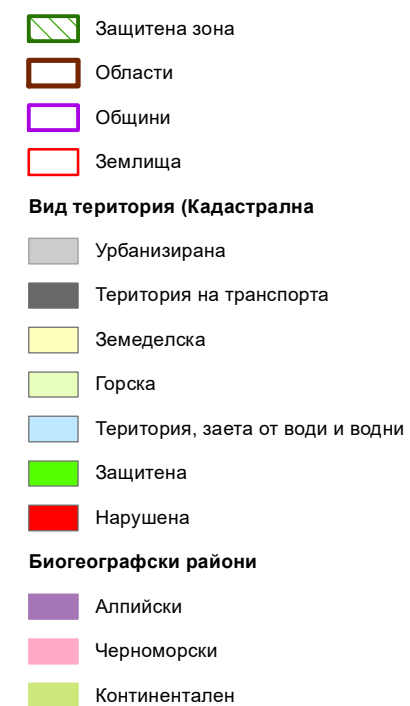 Защитена зона
Области
Общини
Землища
Вид територия (Кадастрална
Урбанизирана
Територия на транспорта
Земеделска
Горска
Територия, заета от води и водни
Защитена
Нарушена
Биогеографски райони
Алпийски
Черноморски
Континентален